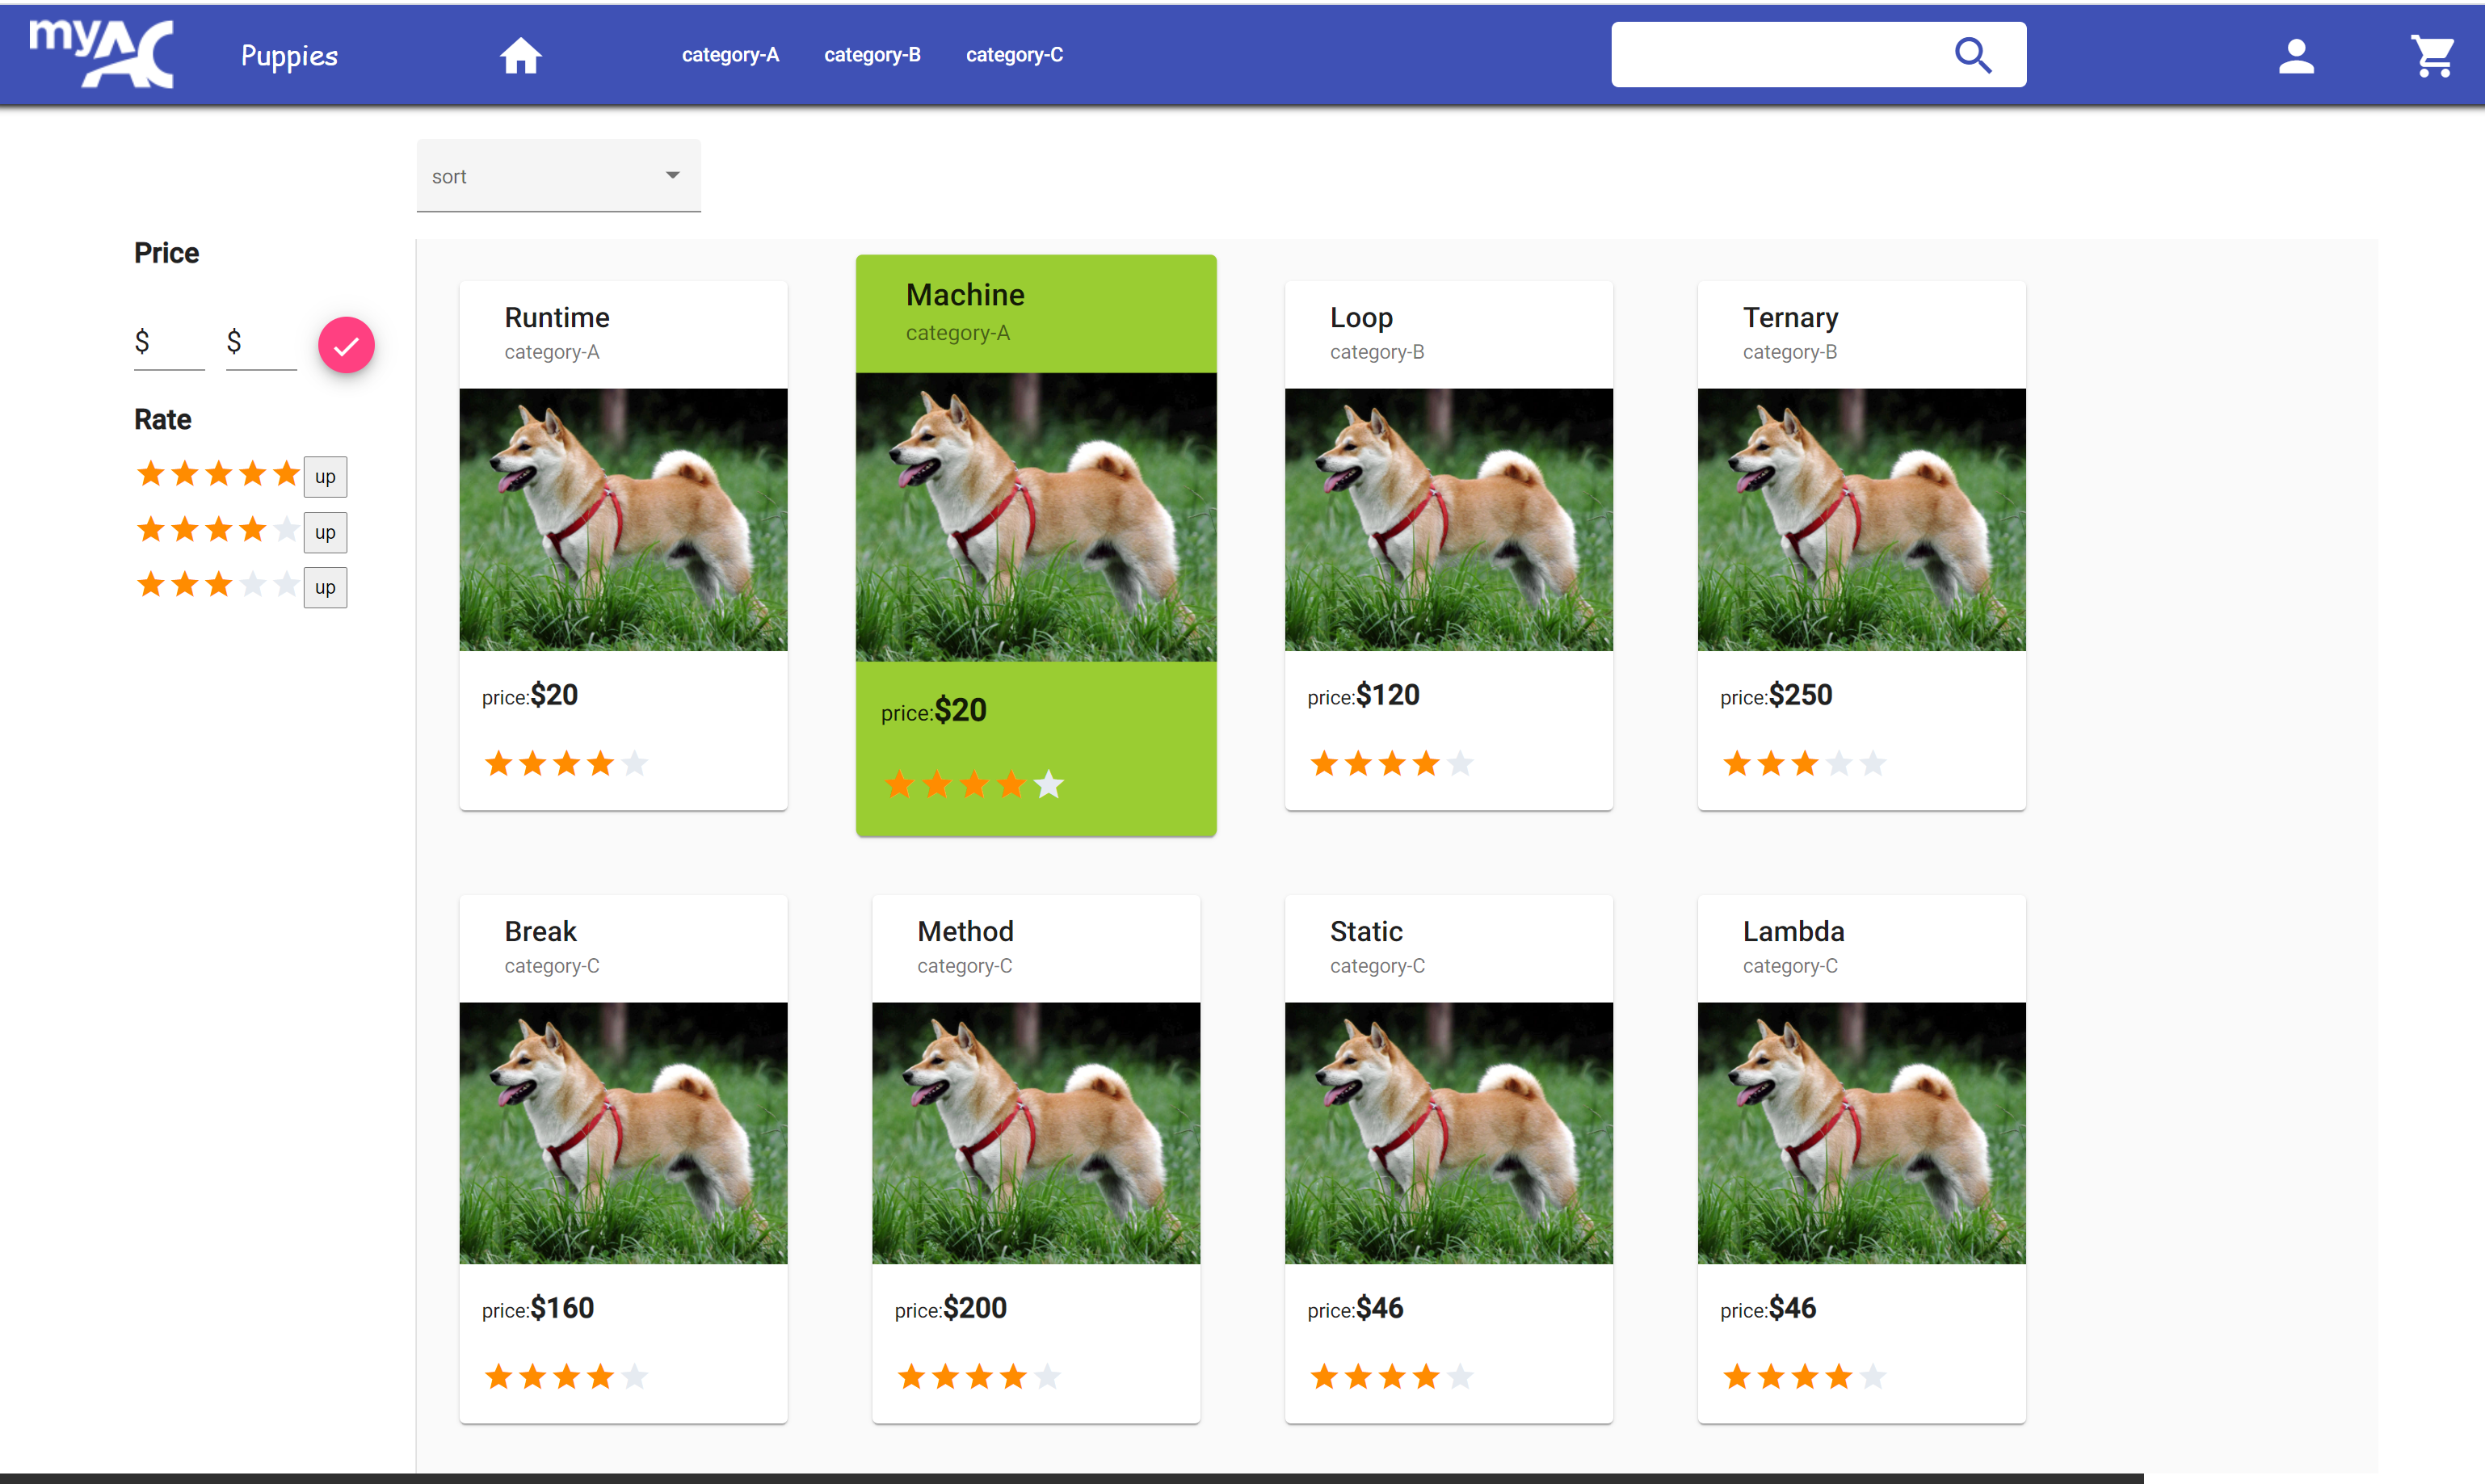 myAC
Puppies
category-A
category-B
category-C
sort
Price
$
$
Rate
up
up
up
Runtime
category-A
price:$20
Machine
category-A
price:$20
Loop
category-B
price:$120
Ternary
category-B
price:$250
Break
category-C
price:$160
Method
category-C
price:$200
Static
category-C
price:$46
Lambda
category-C
price:$46